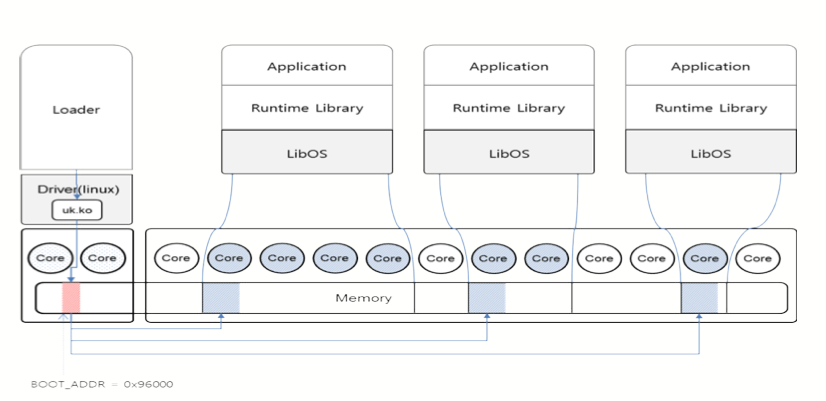 Loader
Driver(linux)
uk.ko
Application
Runtime Library
LibOS
Application
Runtime Library
LibOS
Application
Runtime Library
LibOS
Core Core Core Core Core Core Core Core Core Core Core Core Core Core
Memory
BOOT_ADDR = 0x96000